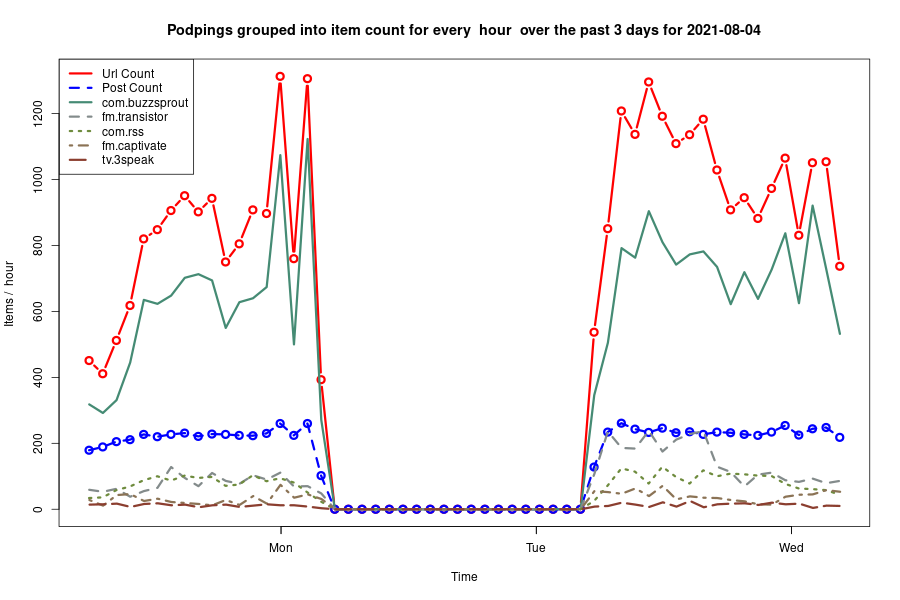 Podpings grouped into item count for every  hour  over the past 3 days for 2021-08-04
Url Count
Post Count
com.buzzsprout
fm.transistor
com.rss
fm.captivate
tv.3speak
1200
1000
800
600
400
200
0
Items /  hour
Mon
Tue
Wed
Time